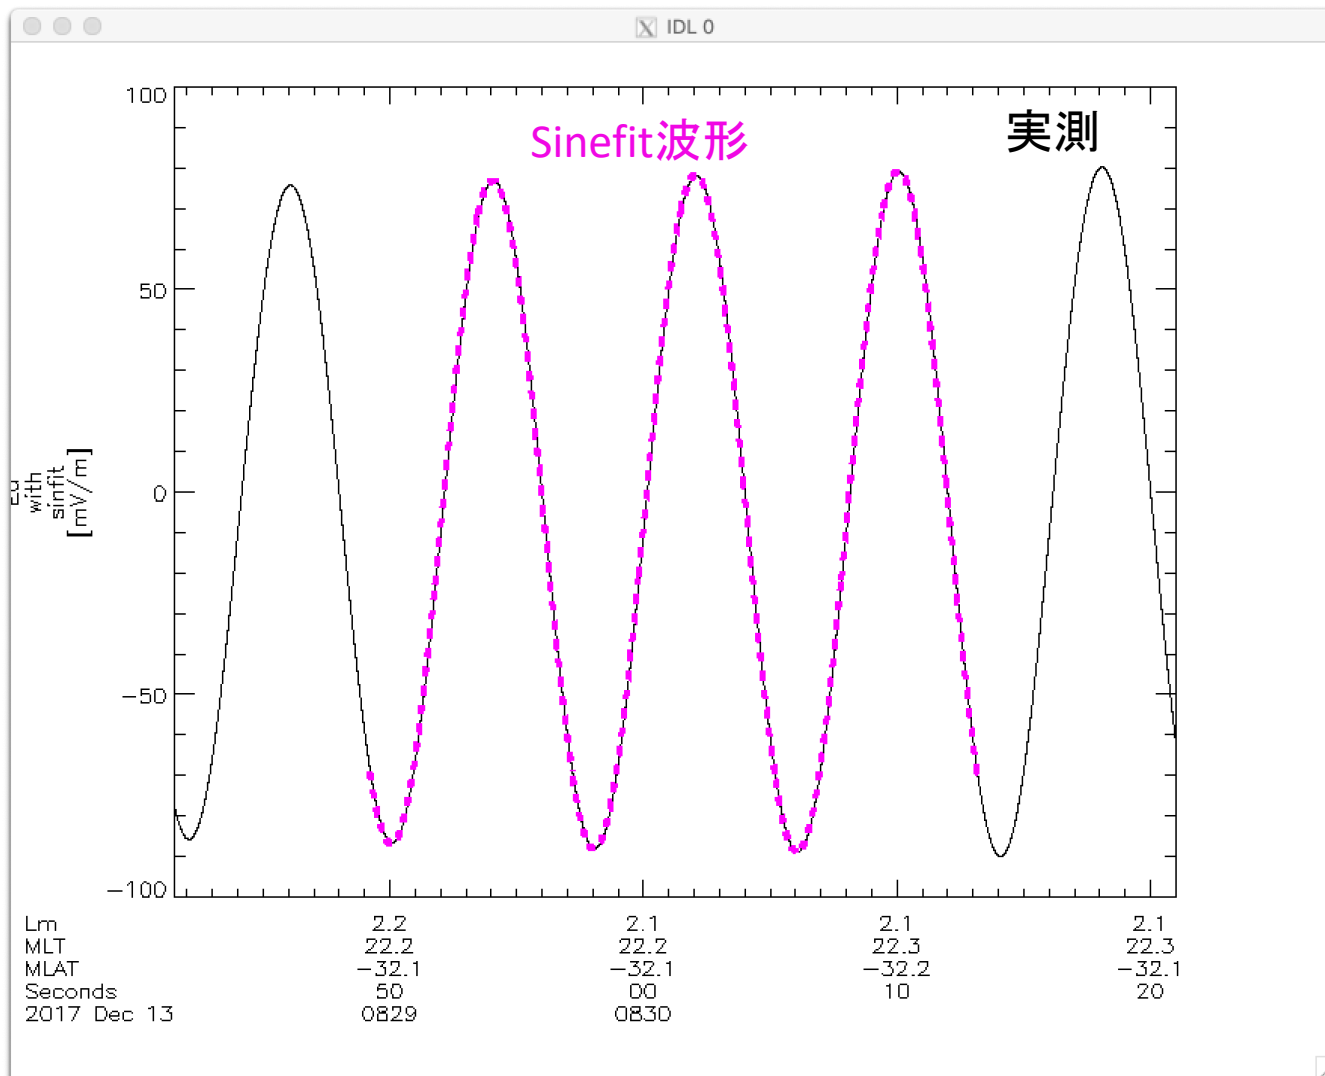 IDL 0
Sinefit波形
実測
100
50
0
−50
−100
with
sinfit
[mV/m]
Lm 2.2 2.1 2.1 2.1
MLT 22.2 22.2 22.3 22.3
MLAT −32.1 −32.1 −32.2 −32.1
Seconds 50 00 10 20
2017 Dec 13 0829 0830